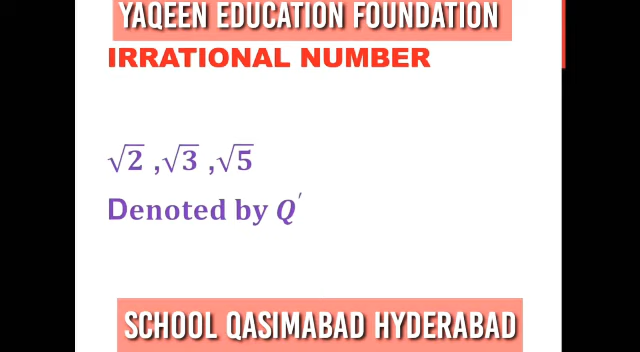 YAQEEN EDUCATION FOUNDATION
IRRATIONAL NUMBER
√2 ,√3 ,√5
Denoted by Q′
SCHOOL QASIMABAD HYDERABAD